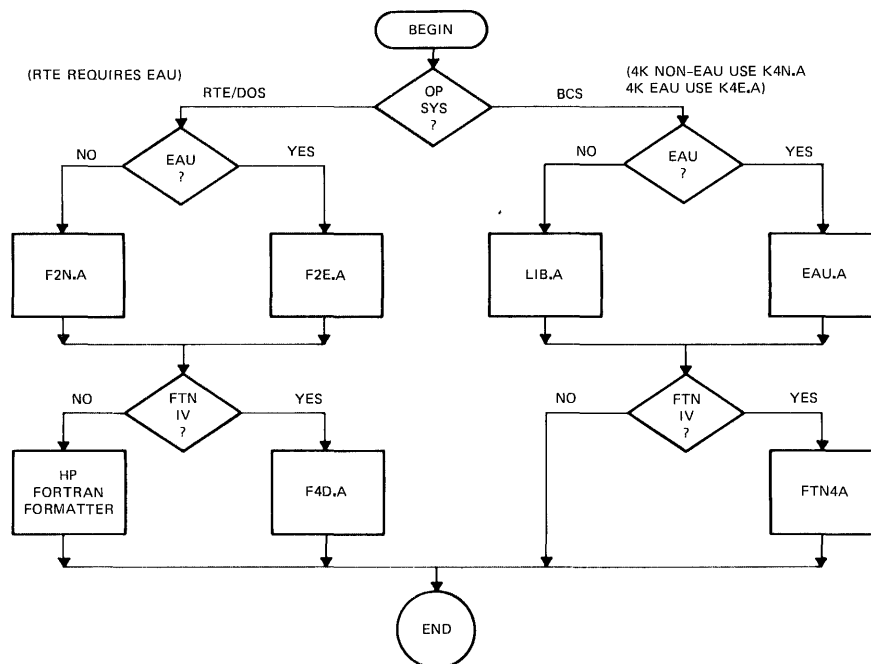 BEGIN
(RTE REQUIRES EAU)
(4K NON-EAU USE K4N.A
4K EAU USE K4E.A)
RTE/DOS
OP
SYS
?
BCS
NO
EAU
?
YES
NO
EAU
?
YES
F2N.A
F2E.A
LIB.A
EAU.A
NO
FTN
IV
?
YES
NO
FTN
IV
?
YES
HP
FORTRAN
FORMATTER
F4D.A
FTN4A
END